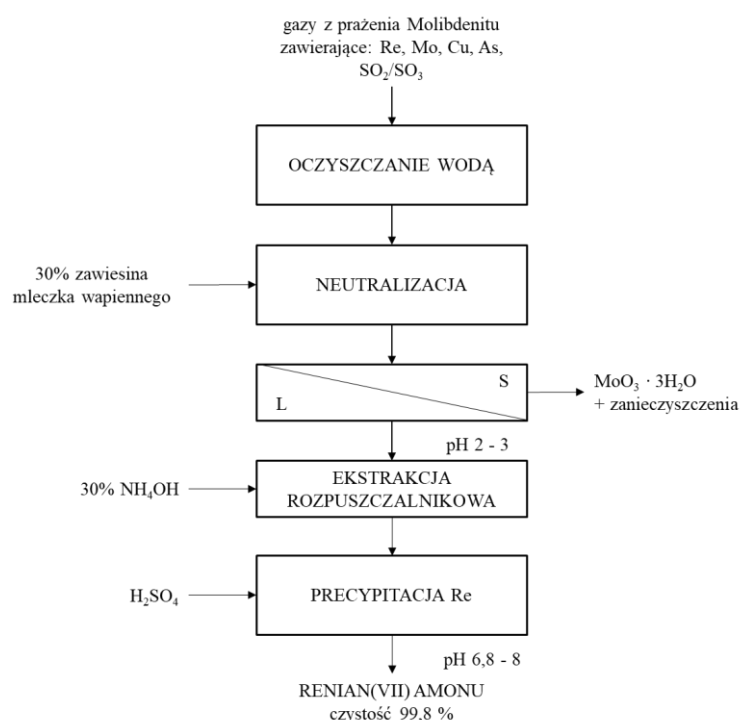 gazy z prażenia Molibdenitu
zawierające: Re, Mo, Cu, As,
SO₂/SO₃
OCZYSZCZANIE WODĄ
30% zawiesina
mleczka wapiennego
NEUTRALIZACJA
S
L
MoO₃ · 3H₂O
+ zanieczyszczenia
pH 2 - 3
30% NH₄OH
EKSTRAKCJA
ROZPUSZCZALNIKOWA
H₂SO₄
PRECYPITACJA Re
pH 6,8 - 8
RENIAN(VII) AMONU
czystość 99,8 %